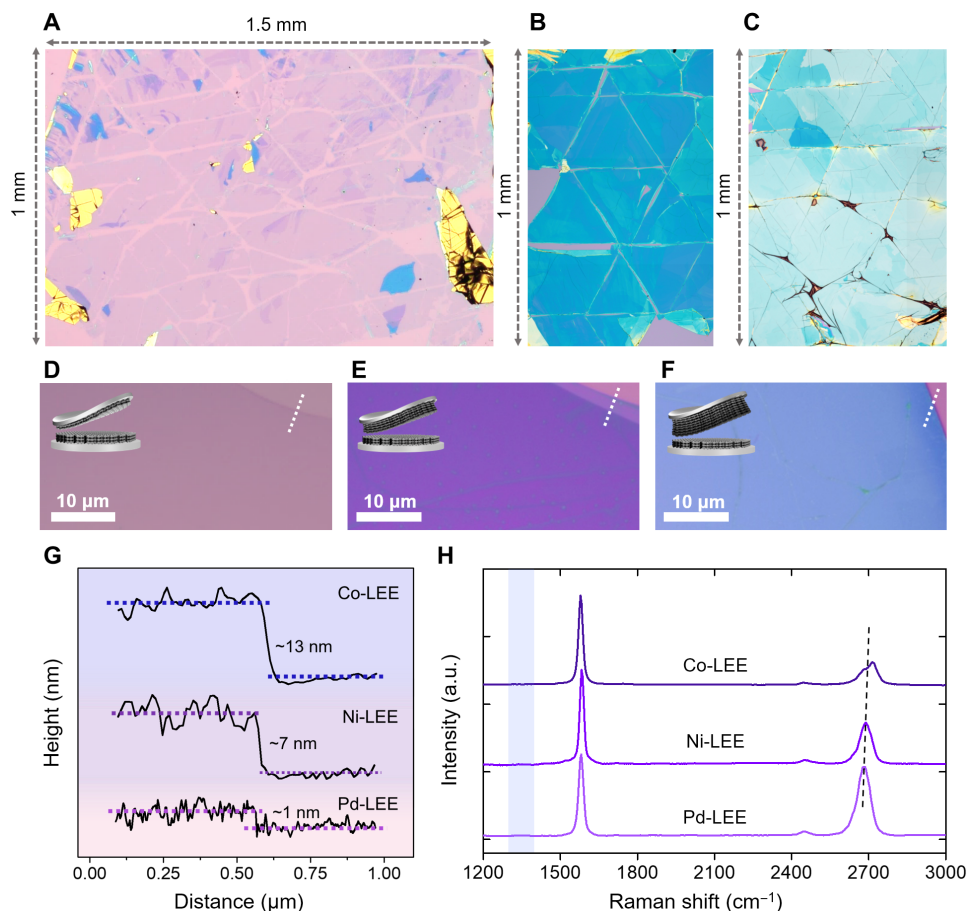 A
1.5 mm
B
C
1 mm
1 mm
1 mm
D
E
F
10 μm
10 μm
10 μm
G
Co-LEE
~13 nm
Ni-LEE
~7 nm
Pd-LEE
~1 nm
Height (nm)
0.00
0.25
0.50
0.75
1.00
Distance (μm)
H
Co-LEE
Ni-LEE
Pd-LEE
Intensity (a.u.)
1200
1500
1800
2100
2400
2700
3000
Raman shift (cm⁻¹)